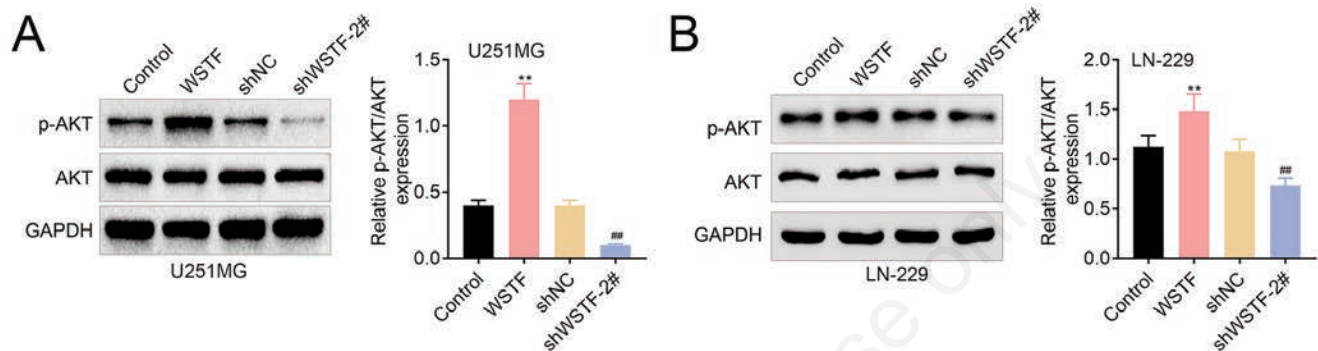 A
Control
WSTF
shNC
shWSTF-2#
p-AKT
AKT
GAPDH
U251MG
Relative p-AKT/AKT
expression
U251MG
1.5
1.0
0.5
0.0
**
##
Control
WSTF
shNC
shWSTF-2#
B
Control
WSTF
shNC
shWSTF-2#
p-AKT
AKT
GAPDH
LN-229
Relative p-AKT/AKT
expression
LN-229
2.0
1.5
1.0
0.5
0.0
**
##
Control
WSTF
shNC
shWSTF-2#
se only